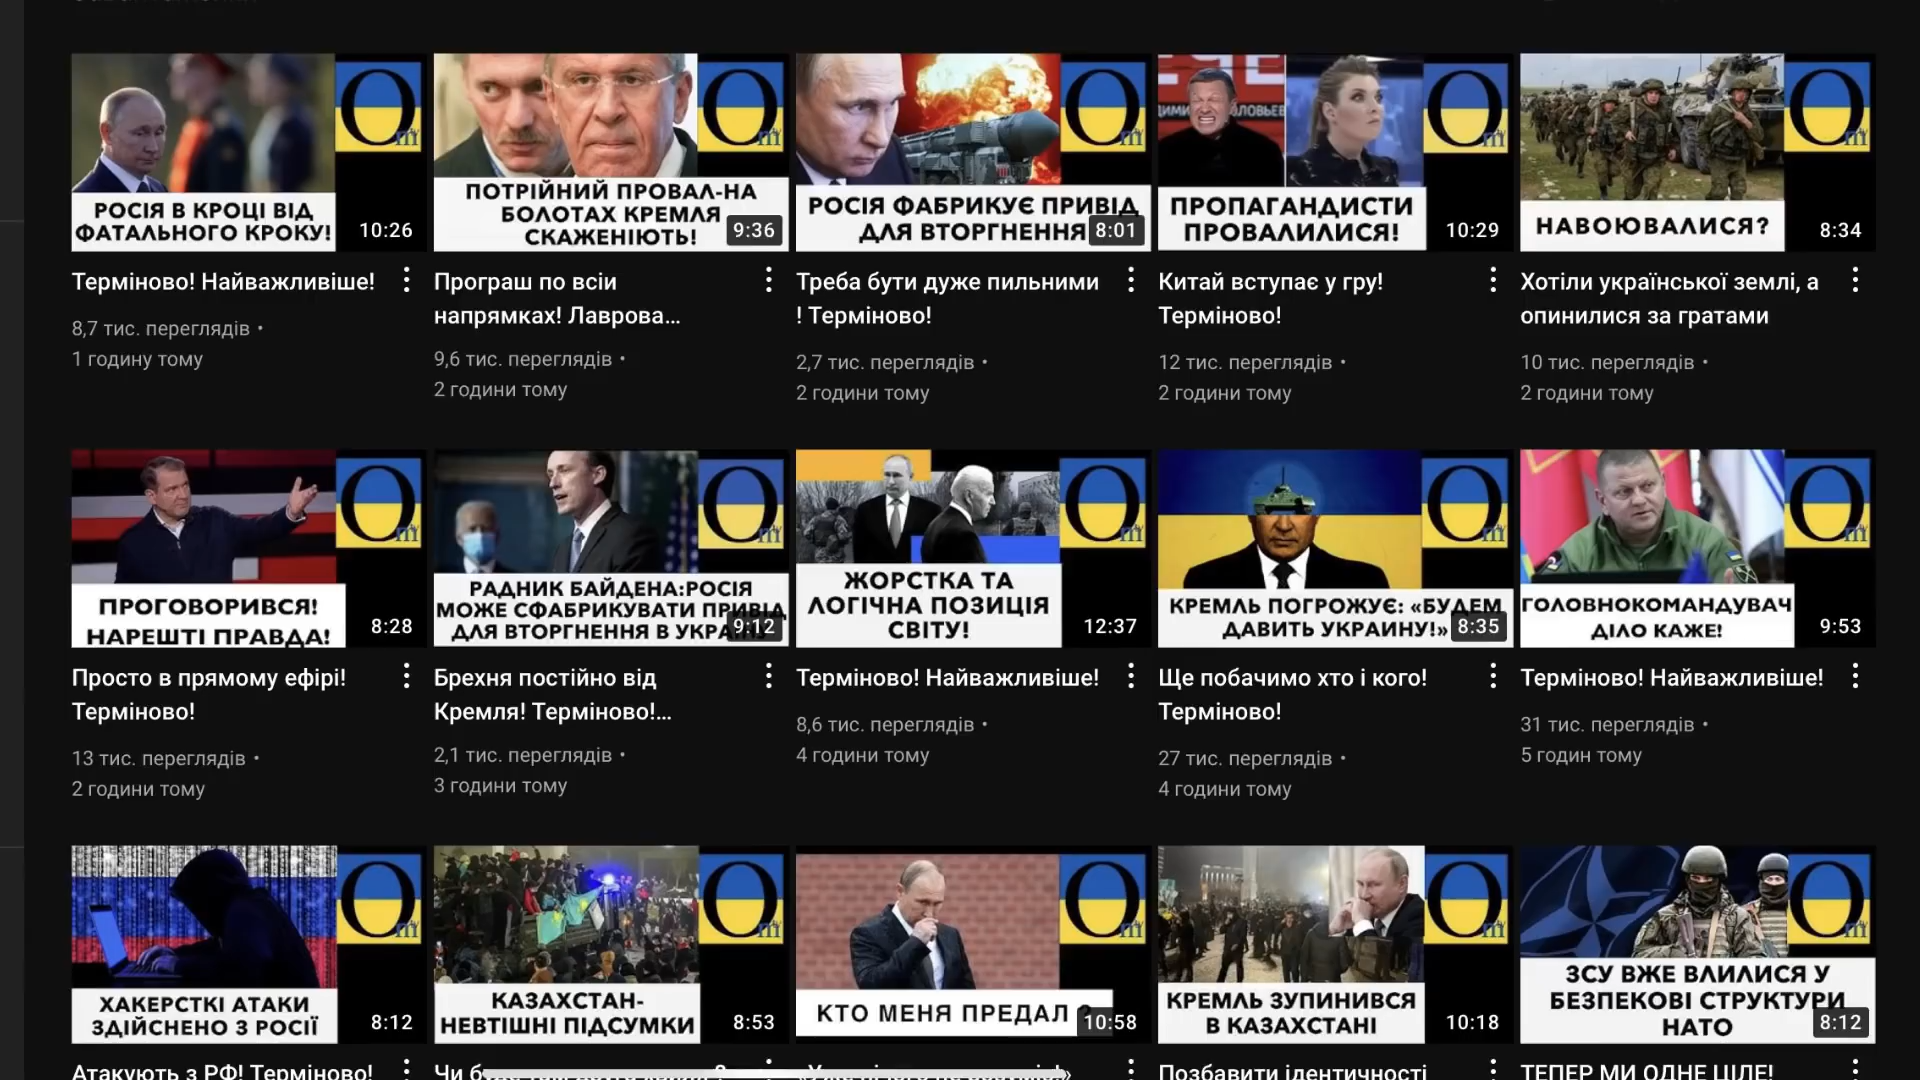 РОСІЯ В КРОЦІ ВІД
ФАТАЛЬНОГО КРОКУ!
10:26
Терміново! Найважливіше!
8,7 тис. переглядів •
1 годину тому
ПОТРІЙНИЙ ПРОВАЛ-НА
БОЛОТАХ КРЕМЛЯ
СКАЖЕНІЮТЬ!
9:36
Програш по всіи
напрямках! Лаврова...
9,6 тис. переглядів •
2 години тому
РОСІЯ ФАБРИКУЄ ПРИВІД
ДЛЯ ВТОРГНЕННЯ
8:01
Треба бути дуже пильними
! Терміново!
2,7 тис. переглядів •
2 години тому
ПРОПАГАНДИСТИ
ПРОВАЛИЛИСЯ!
10:29
Китай вступає у гру!
Терміново!
12 тис. переглядів •
2 години тому
НАВОЮВАЛИСЯ?
8:34
Хотіли української землі, а
опинилися за гратами
10 тис. переглядів •
2 години тому
ПРОГОВОРИВСЯ!
НАРЕШТІ ПРАВДА!
8:28
Просто в прямому ефірі!
Терміново!
13 тис. переглядів •
2 години тому
РАДНИК БАЙДЕНА:РОСІЯ
МОЖЕ СФАБРИКУВАТИ ПРИВІД
ДЛЯ ВТОРГНЕННЯ В
9:12
Брехня постійно від
Кремля! Терміново!...
2,1 тис. переглядів •
3 години тому
ЖОРСТКА ТА
ЛОГІЧНА ПОЗИЦІЯ
СВІТУ!
12:37
Терміново! Найважливіше!
8,6 тис. переглядів •
4 години тому
КРЕМЛЬ ПОГРОЖУЄ: «БУДЕМ
ДАВИТЬ УКРАИНУ!»
8:35
Ще побачимо хто і кого!
Терміново!
27 тис. переглядів •
4 години тому
ГОЛОВНОКОМАНДУВАЧ
ДІЛО КАЖЕ!
9:53
Терміново! Найважливіше!
31 тис. переглядів •
5 годин тому
ХАКЕРСТКІ АТАКИ
ЗДІЙСНЕНО З РОСІЇ
8:12
Атакують з РФ! Терміново!
КАЗАХСТАН-
НЕВТІШНІ ПІДСУМКИ
8:53
Чи
КТО МЕНЯ ПРЕДАЛ ?
10:58
КРЕМЛЬ ЗУПИНИВСЯ
В КАЗАХСТАНІ
10:18
Позбавити ідентичності
ЗСУ ВЖЕ ВЛИЛИСЯ У
БЕЗПЕКОВІ СТРУКТУРИ
НАТО
8:12
ТЕПЕР МИ ОДНЕ ЦІЛЕ!